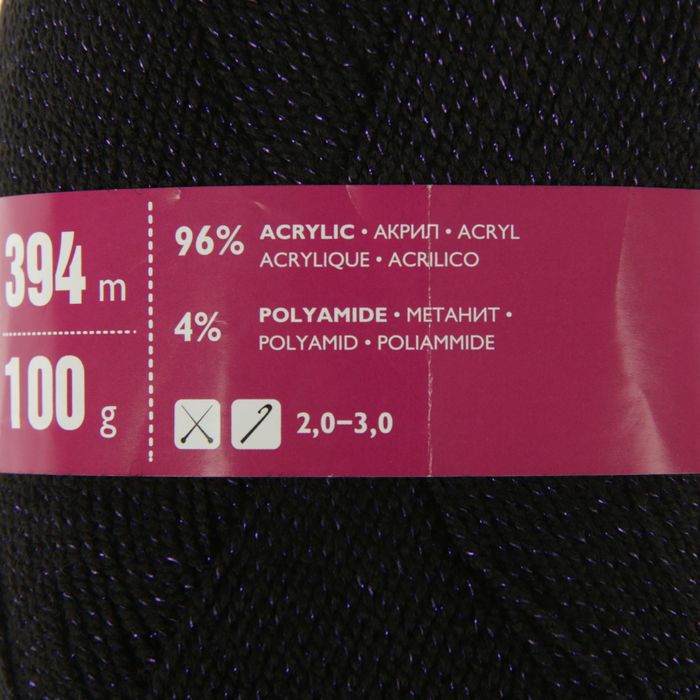 394 m
100 g
96% ACRYLIC • АКРИЛ • ACRYL
ACRYLIQUE • ACRILICO
4% POLYAMIDE • МЕТАНИТ •
POLYAMID • POLIAMMIDE
2,0–3,0